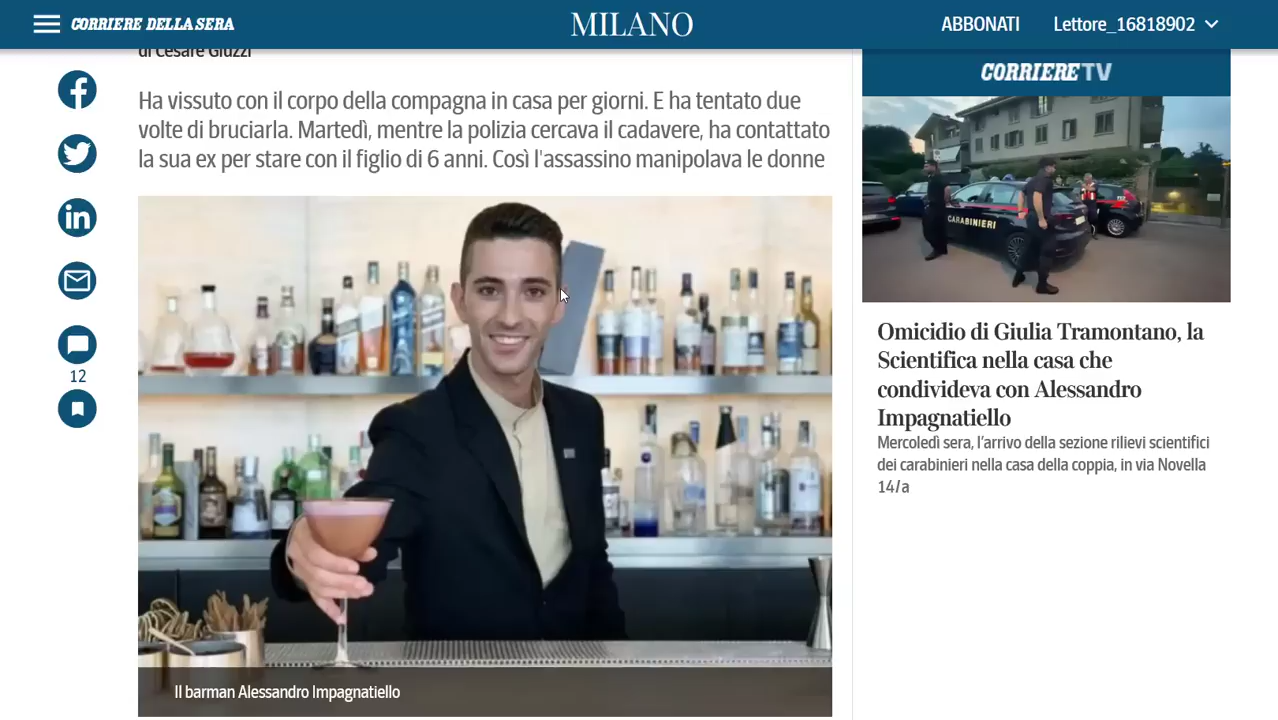 CORRIERE DELLA SERA
MILANO
ABBONATI
Lettore_16818902
di Cesare Giuzzi
Ha vissuto con il corpo della compagna in casa per giorni. E ha tentato due
volte di bruciarla. Martedì, mentre la polizia cercava il cadavere, ha contattato
la sua ex per stare con il figlio di 6 anni. Così l'assassino manipolava le donne
12
Il barman Alessandro Impagnatiello
CORRIERE TV
CARABINIERI
Omicidio di Giulia Tramontano, la
Scientifica nella casa che
condivideva con Alessandro
Impagnatiello
Mercoledì sera, l'arrivo della sezione rilievi scientifici
dei carabinieri nella casa della coppia, in via Novella
14/a